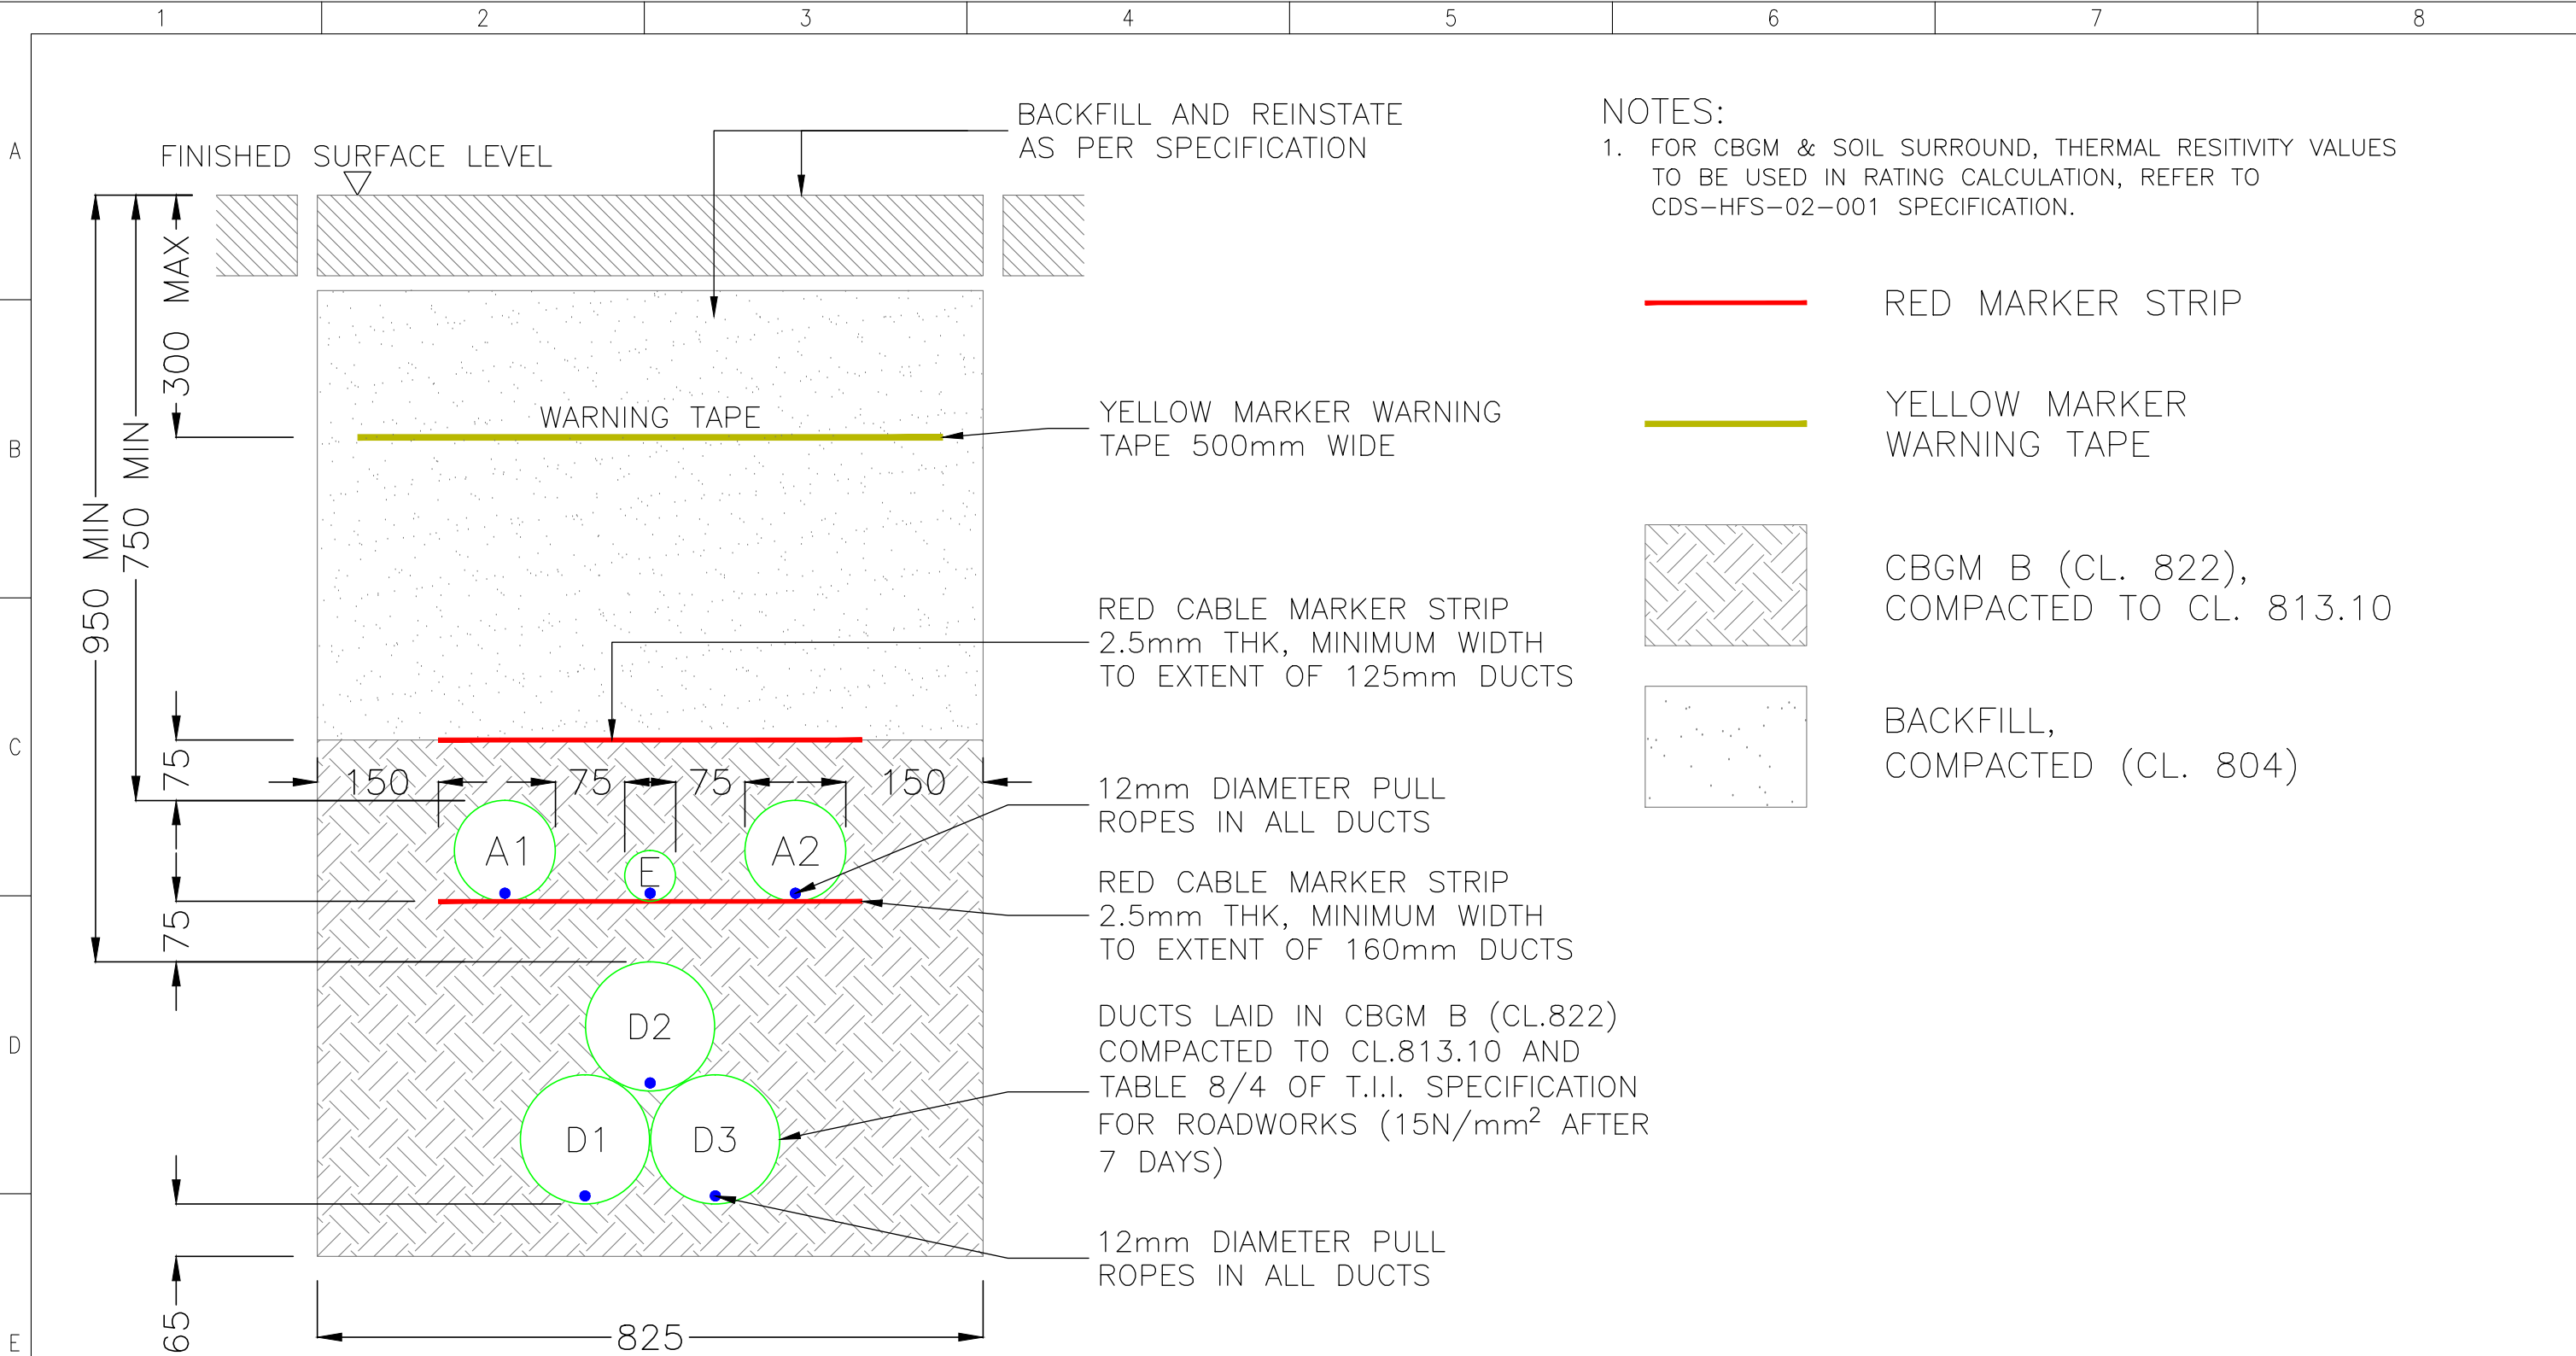 1 2 3 4 5 6 7 8
A
B
C
D
E
FINISHED SURFACE LEVEL
BACKFILL AND REINSTATE
AS PER SPECIFICATION
950 MIN
750 MIN
300 MAX
WARNING TAPE
YELLOW MARKER WARNING
TAPE 500mm WIDE
RED CABLE MARKER STRIP
2.5mm THK, MINIMUM WIDTH
TO EXTENT OF 125mm DUCTS
75
150 75 75 150
A1 E A2
12mm DIAMETER PULL
ROPES IN ALL DUCTS
RED CABLE MARKER STRIP
2.5mm THK, MINIMUM WIDTH
TO EXTENT OF 160mm DUCTS
75
D2
D1 D3
DUCTS LAID IN CBGM B (CL.822)
COMPACTED TO CL.813.10 AND
TABLE 8/4 OF T.I.I. SPECIFICATION
FOR ROADWORKS (15N/mm² AFTER
7 DAYS)
12mm DIAMETER PULL
ROPES IN ALL DUCTS
65
825
NOTES:
1. FOR CBGM & SOIL SURROUND, THERMAL RESITIVITY VALUES
TO BE USED IN RATING CALCULATION, REFER TO
CDS-HFS-02-001 SPECIFICATION.
RED MARKER STRIP
YELLOW MARKER
WARNING TAPE
CBGM B (CL. 822),
COMPACTED TO CL. 813.10
BACKFILL,
COMPACTED (CL. 804)